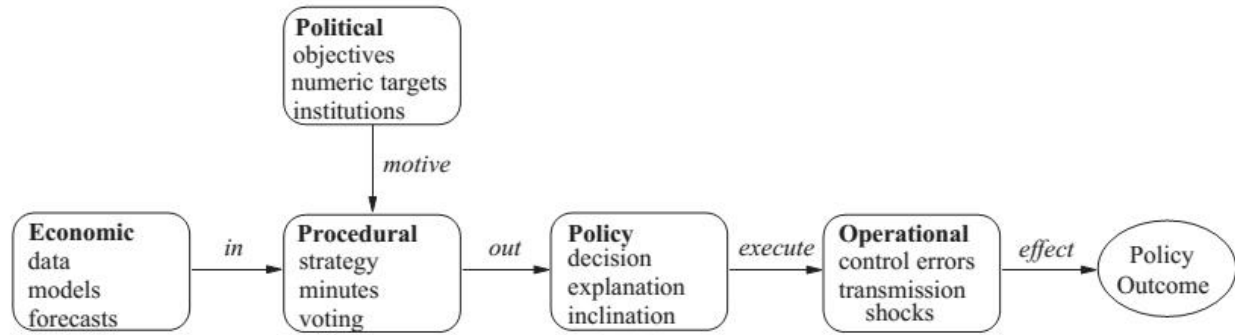 Political
objectives
numeric targets
institutions
motive
Economic
data
models
forecasts
in
Procedural
strategy
minutes
voting
out
Policy
decision
explanation
inclination
execute
Operational
control errors
transmission
shocks
effect
Policy
Outcome